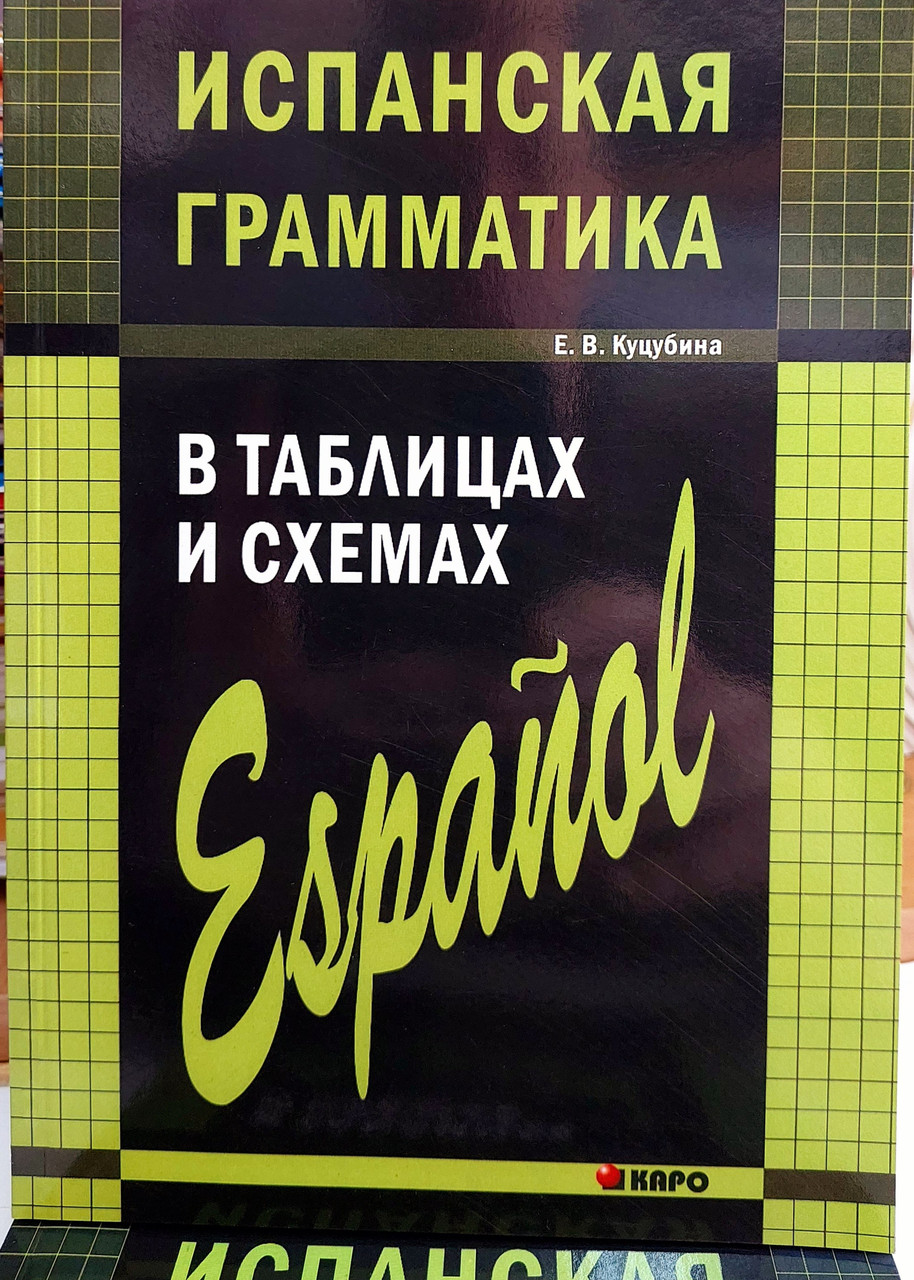 ИСПАНСКАЯ
ГРАММАТИКА
Е. В. Куцубина
В ТАБЛИЦАХ
И СХЕМАХ
Español
КАРО
ИСПАНСКАЯ